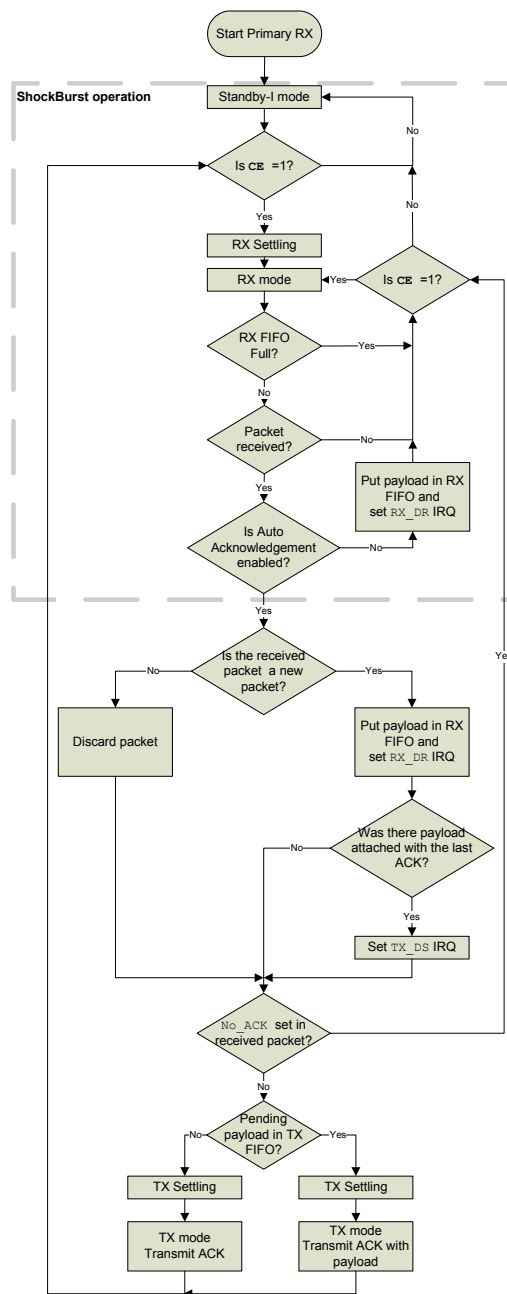 Start Primary RX
ShockBurst operation
Standby-I mode
No
Is CE =1?
No
Yes
RX Settling
RX mode
Yes
Is CE =1?
RX FIFO
Full?
Yes
No
Packet
received?
No
Put payload in RX
FIFO and
set RX_DR IRQ
Yes
Is Auto
Acknowledgement
enabled?
No
Yes
Is the received
packet a new
packet?
No
Yes
Discard packet
Put payload in RX
FIFO and
set RX_DR IRQ
Was there payload
attached with the last
ACK?
No
Yes
Set TX_DS IRQ
No_ACK set in
received packet?
No
Pending
payload in TX
FIFO?
No
Yes
TX Settling
TX Settling
TX mode
Transmit ACK
TX mode
Transmit ACK with
payload